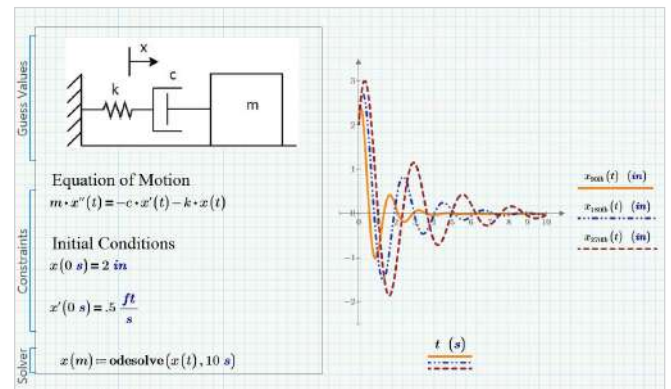 Guess Values
x
k
c
m
Equation of Motion
m·x''(t)=-c·x'(t)-k·x(t)
Constraints
Initial Conditions
x(0 s)=2 in
x'(0 s)=.5 ft/s
Solver
x(m):=odesolve(x(t),10 s)
3
2
1
0
-1
-2
0 1 2 3 4 5 6 7 8 9 10
t (s)
(t) (in)
(t) (in)
(t) (in)